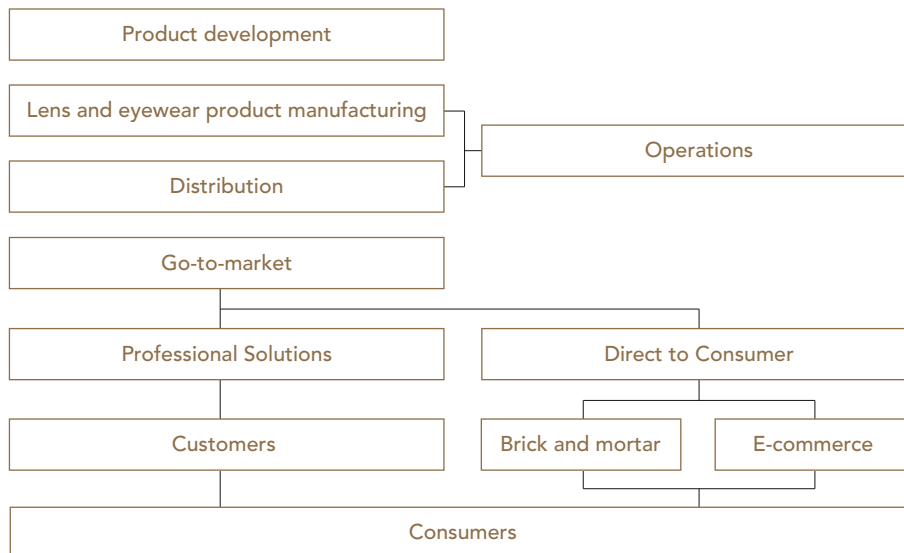 Product development
Lens and eyewear product manufacturing
Operations
Distribution
Go-to-market
Professional Solutions
Direct to Consumer
Customers
Brick and mortar
E-commerce
Consumers